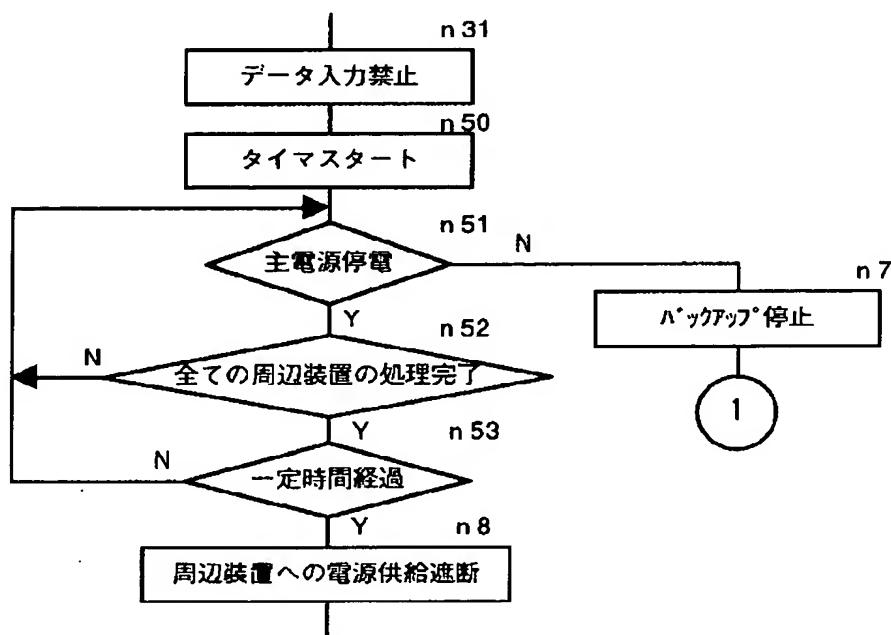 n 31
データ入力禁止
n 50
タイマスタート
n 51
主電源停電
N
n 7
ﾊﾞｯｸｱｯﾌﾟ停止
Y
n 52
N
全ての周辺装置の処理完了
1
Y
n 53
N
一定時間経過
Y
n 8
周辺装置への電源供給遮断